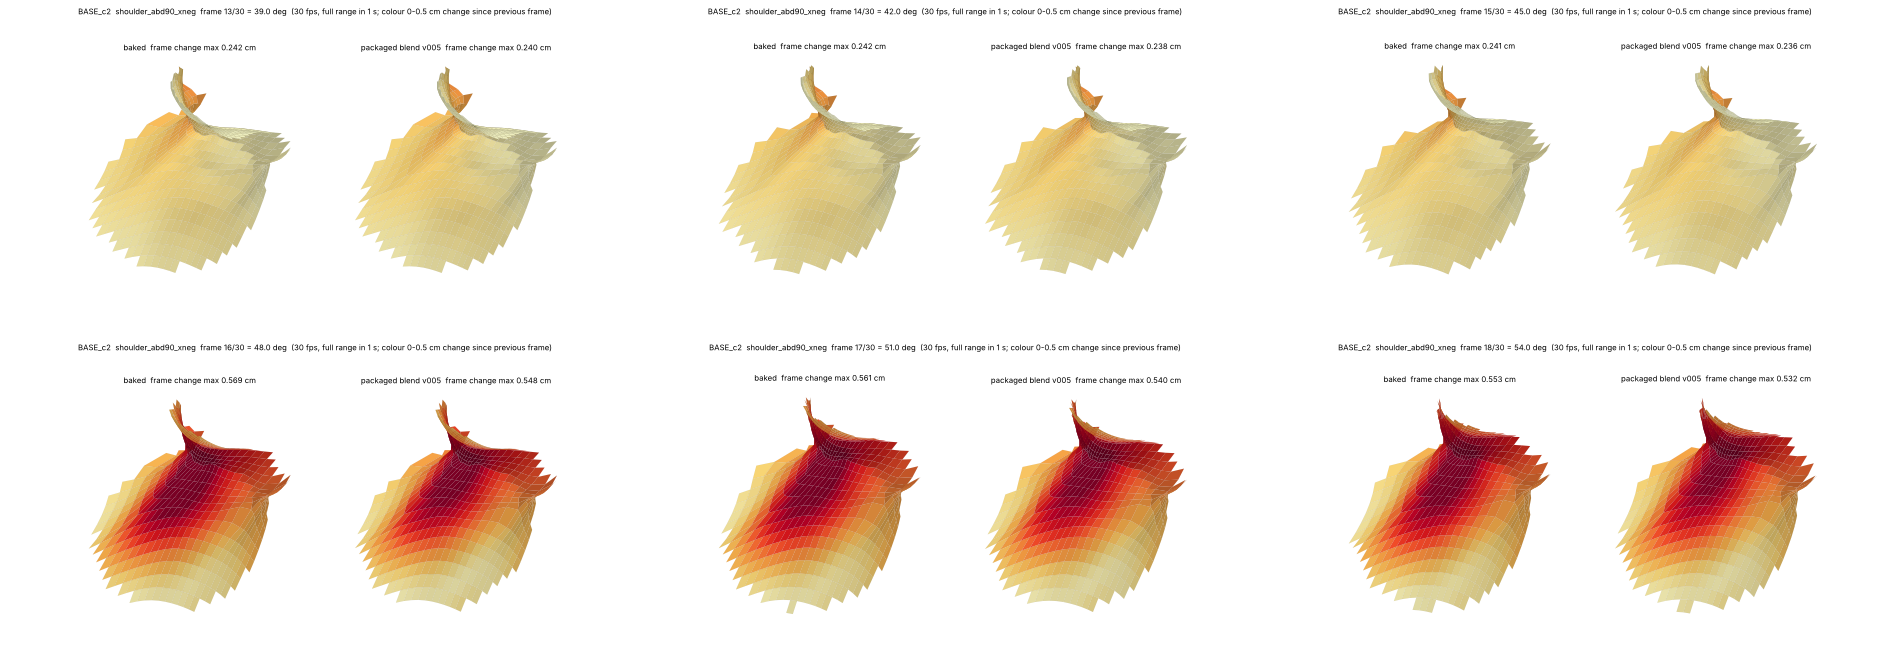 BASE_c2 shoulder_abd90_xneg frame 13/30 = 39.0 deg (30 fps, full range in 1 s; colour 0-0.5 cm change since previous frame)
baked frame change max 0.242 cm
packaged blend v005 frame change max 0.240 cm
BASE_c2 shoulder_abd90_xneg frame 14/30 = 42.0 deg (30 fps, full range in 1 s; colour 0-0.5 cm change since previous frame)
baked frame change max 0.242 cm
packaged blend v005 frame change max 0.238 cm
BASE_c2 shoulder_abd90_xneg frame 15/30 = 45.0 deg (30 fps, full range in 1 s; colour 0-0.5 cm change since previous frame)
baked frame change max 0.241 cm
packaged blend v005 frame change max 0.236 cm
BASE_c2 shoulder_abd90_xneg frame 16/30 = 48.0 deg (30 fps, full range in 1 s; colour 0-0.5 cm change since previous frame)
baked frame change max 0.569 cm
packaged blend v005 frame change max 0.548 cm
BASE_c2 shoulder_abd90_xneg frame 17/30 = 51.0 deg (30 fps, full range in 1 s; colour 0-0.5 cm change since previous frame)
baked frame change max 0.561 cm
packaged blend v005 frame change max 0.540 cm
BASE_c2 shoulder_abd90_xneg frame 18/30 = 54.0 deg (30 fps, full range in 1 s; colour 0-0.5 cm change since previous frame)
baked frame change max 0.553 cm
packaged blend v005 frame change max 0.532 cm